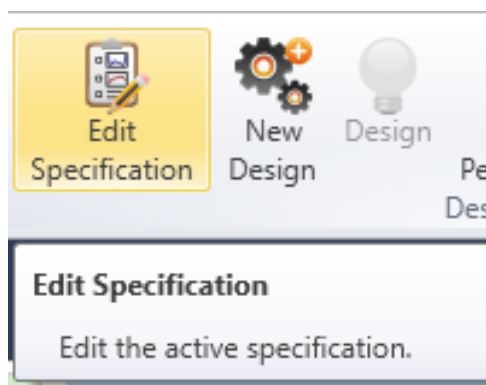 Edit
Specification
New
Design
Design
Edit Specification
Edit the active specification.